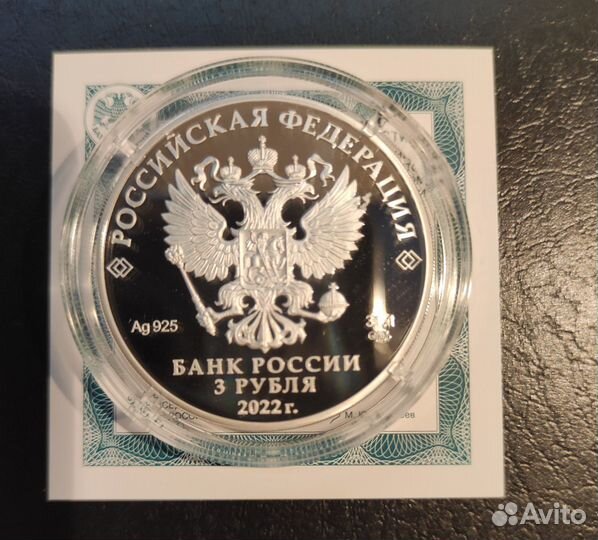 РОССИЙСКАЯ ФЕДЕРАЦИЯ
Ag 925
БАНК РОССИИ
3 РУБЛЯ
2022 г.
Avito